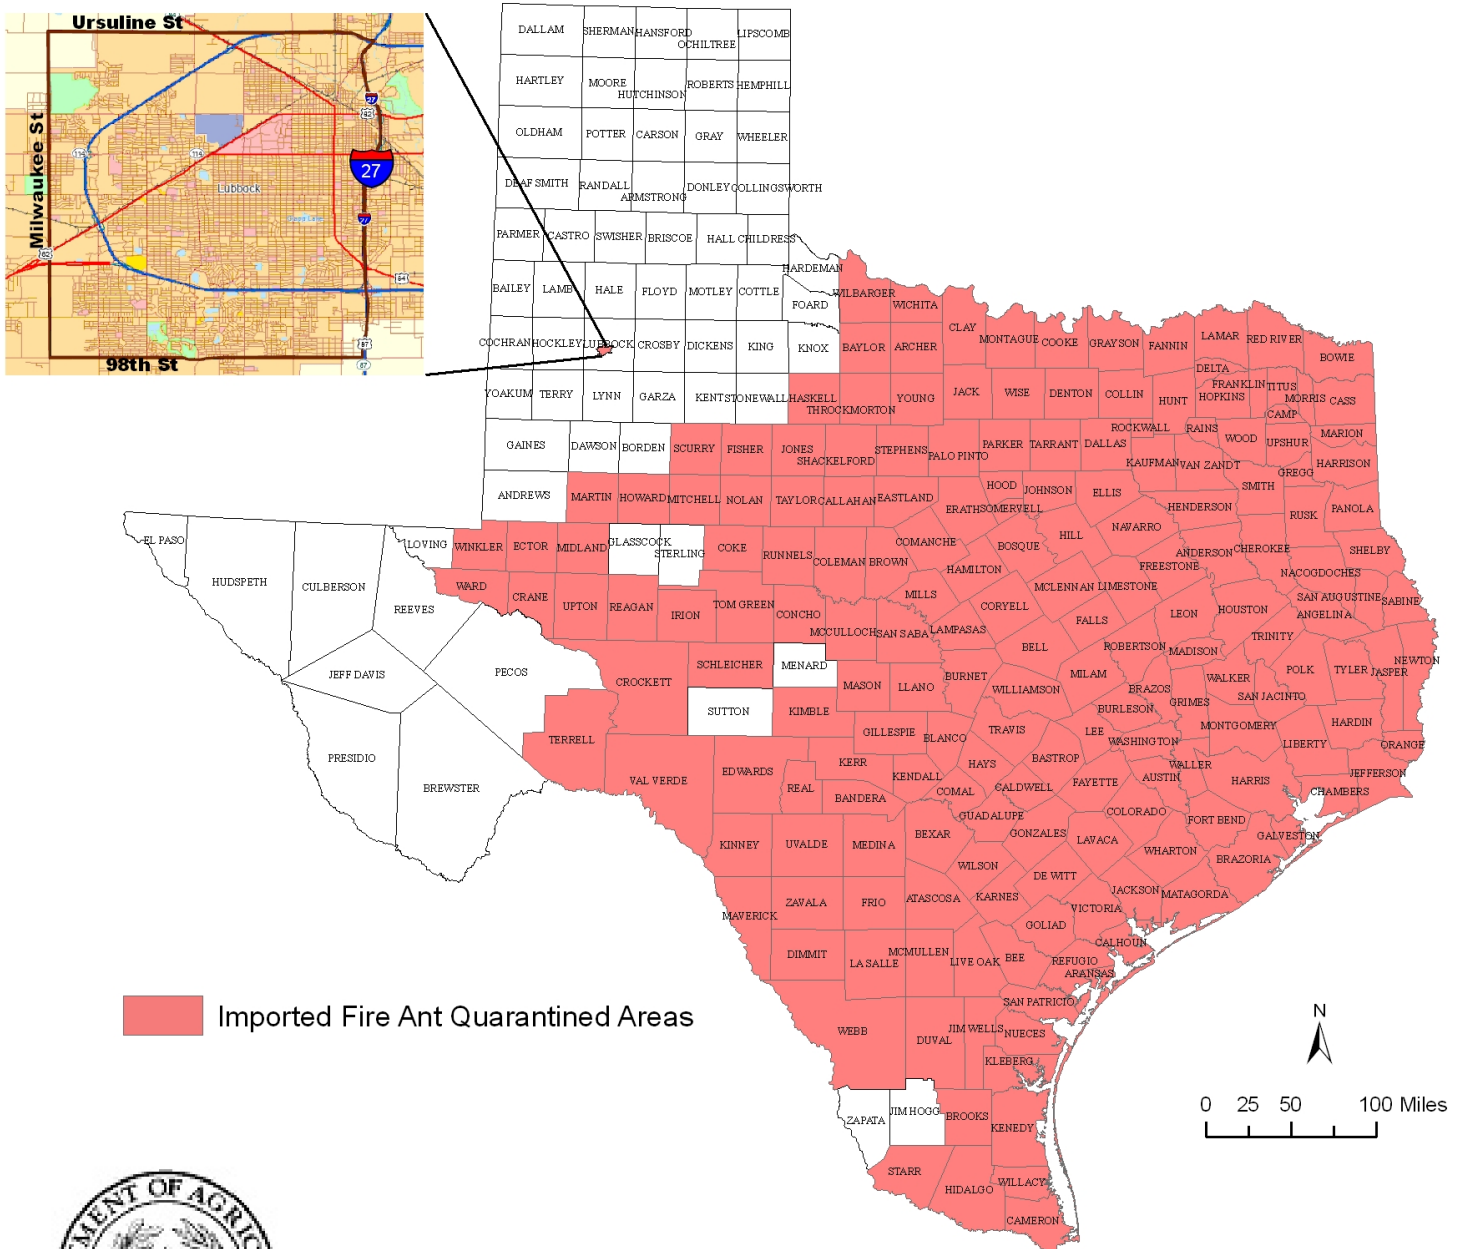 Ursuline St
Milwaukee St
98th St
Lubbock
27
27
27
82
114
114
62
84
87
87
DALLAM SHERMAN HANSFORD OCHILTREE LIPSCOMB
HARTLEY MOORE HUTCHINSON ROBERTS HEMPHILL
OLDHAM POTTER CARSON GRAY WHEELER
DEAF SMITH RANDALL ARMSTRONG DONLEY COLLINGSWORTH
PARMER CASTRO SWISHER BRISCOE HALL CHILDRESS
HARDEMAN
BAILEY LAMB HALE FLOYD MOTLEY COTTLE FOARD WILBARGER WICHITA
COCHRAN HOCKLEY LUBBOCK CROSBY DICKENS KING KNOX BAYLOR ARCHER CLAY MONTAGUE COOKE GRAYSON FANNIN LAMAR RED RIVER BOWIE
DELTA FRANKLIN TITUS
YOAKUM TERRY LYNN GARZA KENT STONEWALL HASKELL THROCKMORTON YOUNG JACK WISE DENTON COLLIN HUNT HOPKINS MORRIS CASS
CAMP
GAINES DAWSON BORDEN SCURRY FISHER JONES SHACKELFORD STEPHENS PALO PINTO PARKER TARRANT DALLAS ROCKWALL RAINS WOOD UPSHUR MARION
KAUFMAN VAN ZANDT GREGG HARRISON
ANDREWS MARTIN HOWARD MITCHELL NOLAN TAYLOR CALLAHAN EASTLAND ERATH HOOD SOMERVELL JOHNSON ELLIS HENDERSON SMITH RUSK PANOLA
EL PASO HUDSPETH CULBERSON REEVES LOVING WINKLER ECTOR MIDLAND GLASSCOCK STERLING COKE RUNNELS COLEMAN BROWN COMANCHE HAMILTON BOSQUE HILL NAVARRO FREESTONE ANDERSON CHEROKEE NACOGDOCHES SHELBY
WARD CRANE UPTON REAGAN IRION TOM GREEN CONCHO MCCULLOCH SAN SABA MILLS LAMPASAS CORYELL MCLENNAN LIMESTONE FALLS LEON HOUSTON ANGELINA SAN AUGUSTINE SABINE
JEFF DAVIS PECOS CROCKETT SCHLEICHER MENARD MASON LLANO BURNET BELL MILAM ROBERTSON MADISON TRINITY WALKER POLK TYLER JASPER NEWTON
SUTTON KIMBLE WILLIAMSON BRAZOS GRIMES SAN JACINTO
PRESIDIO BREWSTER TERRELL VAL VERDE EDWARDS REAL KERR GILLESPIE BLANCO TRAVIS LEE BURLESON WASHINGTON MONTGOMERY LIBERTY HARDIN ORANGE
BANDERA KENDALL HAYS COMAL CALDWELL BASTROP FAYETTE AUSTIN WALLER HARRIS CHAMBERS JEFFERSON
KINNEY UVALDE MEDINA BEXAR GUADALUPE GONZALES LAVACA COLORADO FORT BEND GALVESTON
WILSON DE WITT WHARTON BRAZORIA
MAVERICK ZAVALA FRIO ATASCOSA KARNES VICTORIA JACKSON MATAGORDA
DIMMIT LA SALLE MCMULLEN LIVE OAK BEE GOLIAD REFUGIO CALHOUN
ARANSAS
SAN PATRICIO
WEBB DUVAL JIM WELLS NUECES
KLEBERG
ZAPATA JIM HOGG BROOKS KENEDY
STARR HIDALGO WILLACY
CAMERON
Imported Fire Ant Quarantined Areas
N
0 25 50 100 Miles
MENT OF AGRIC